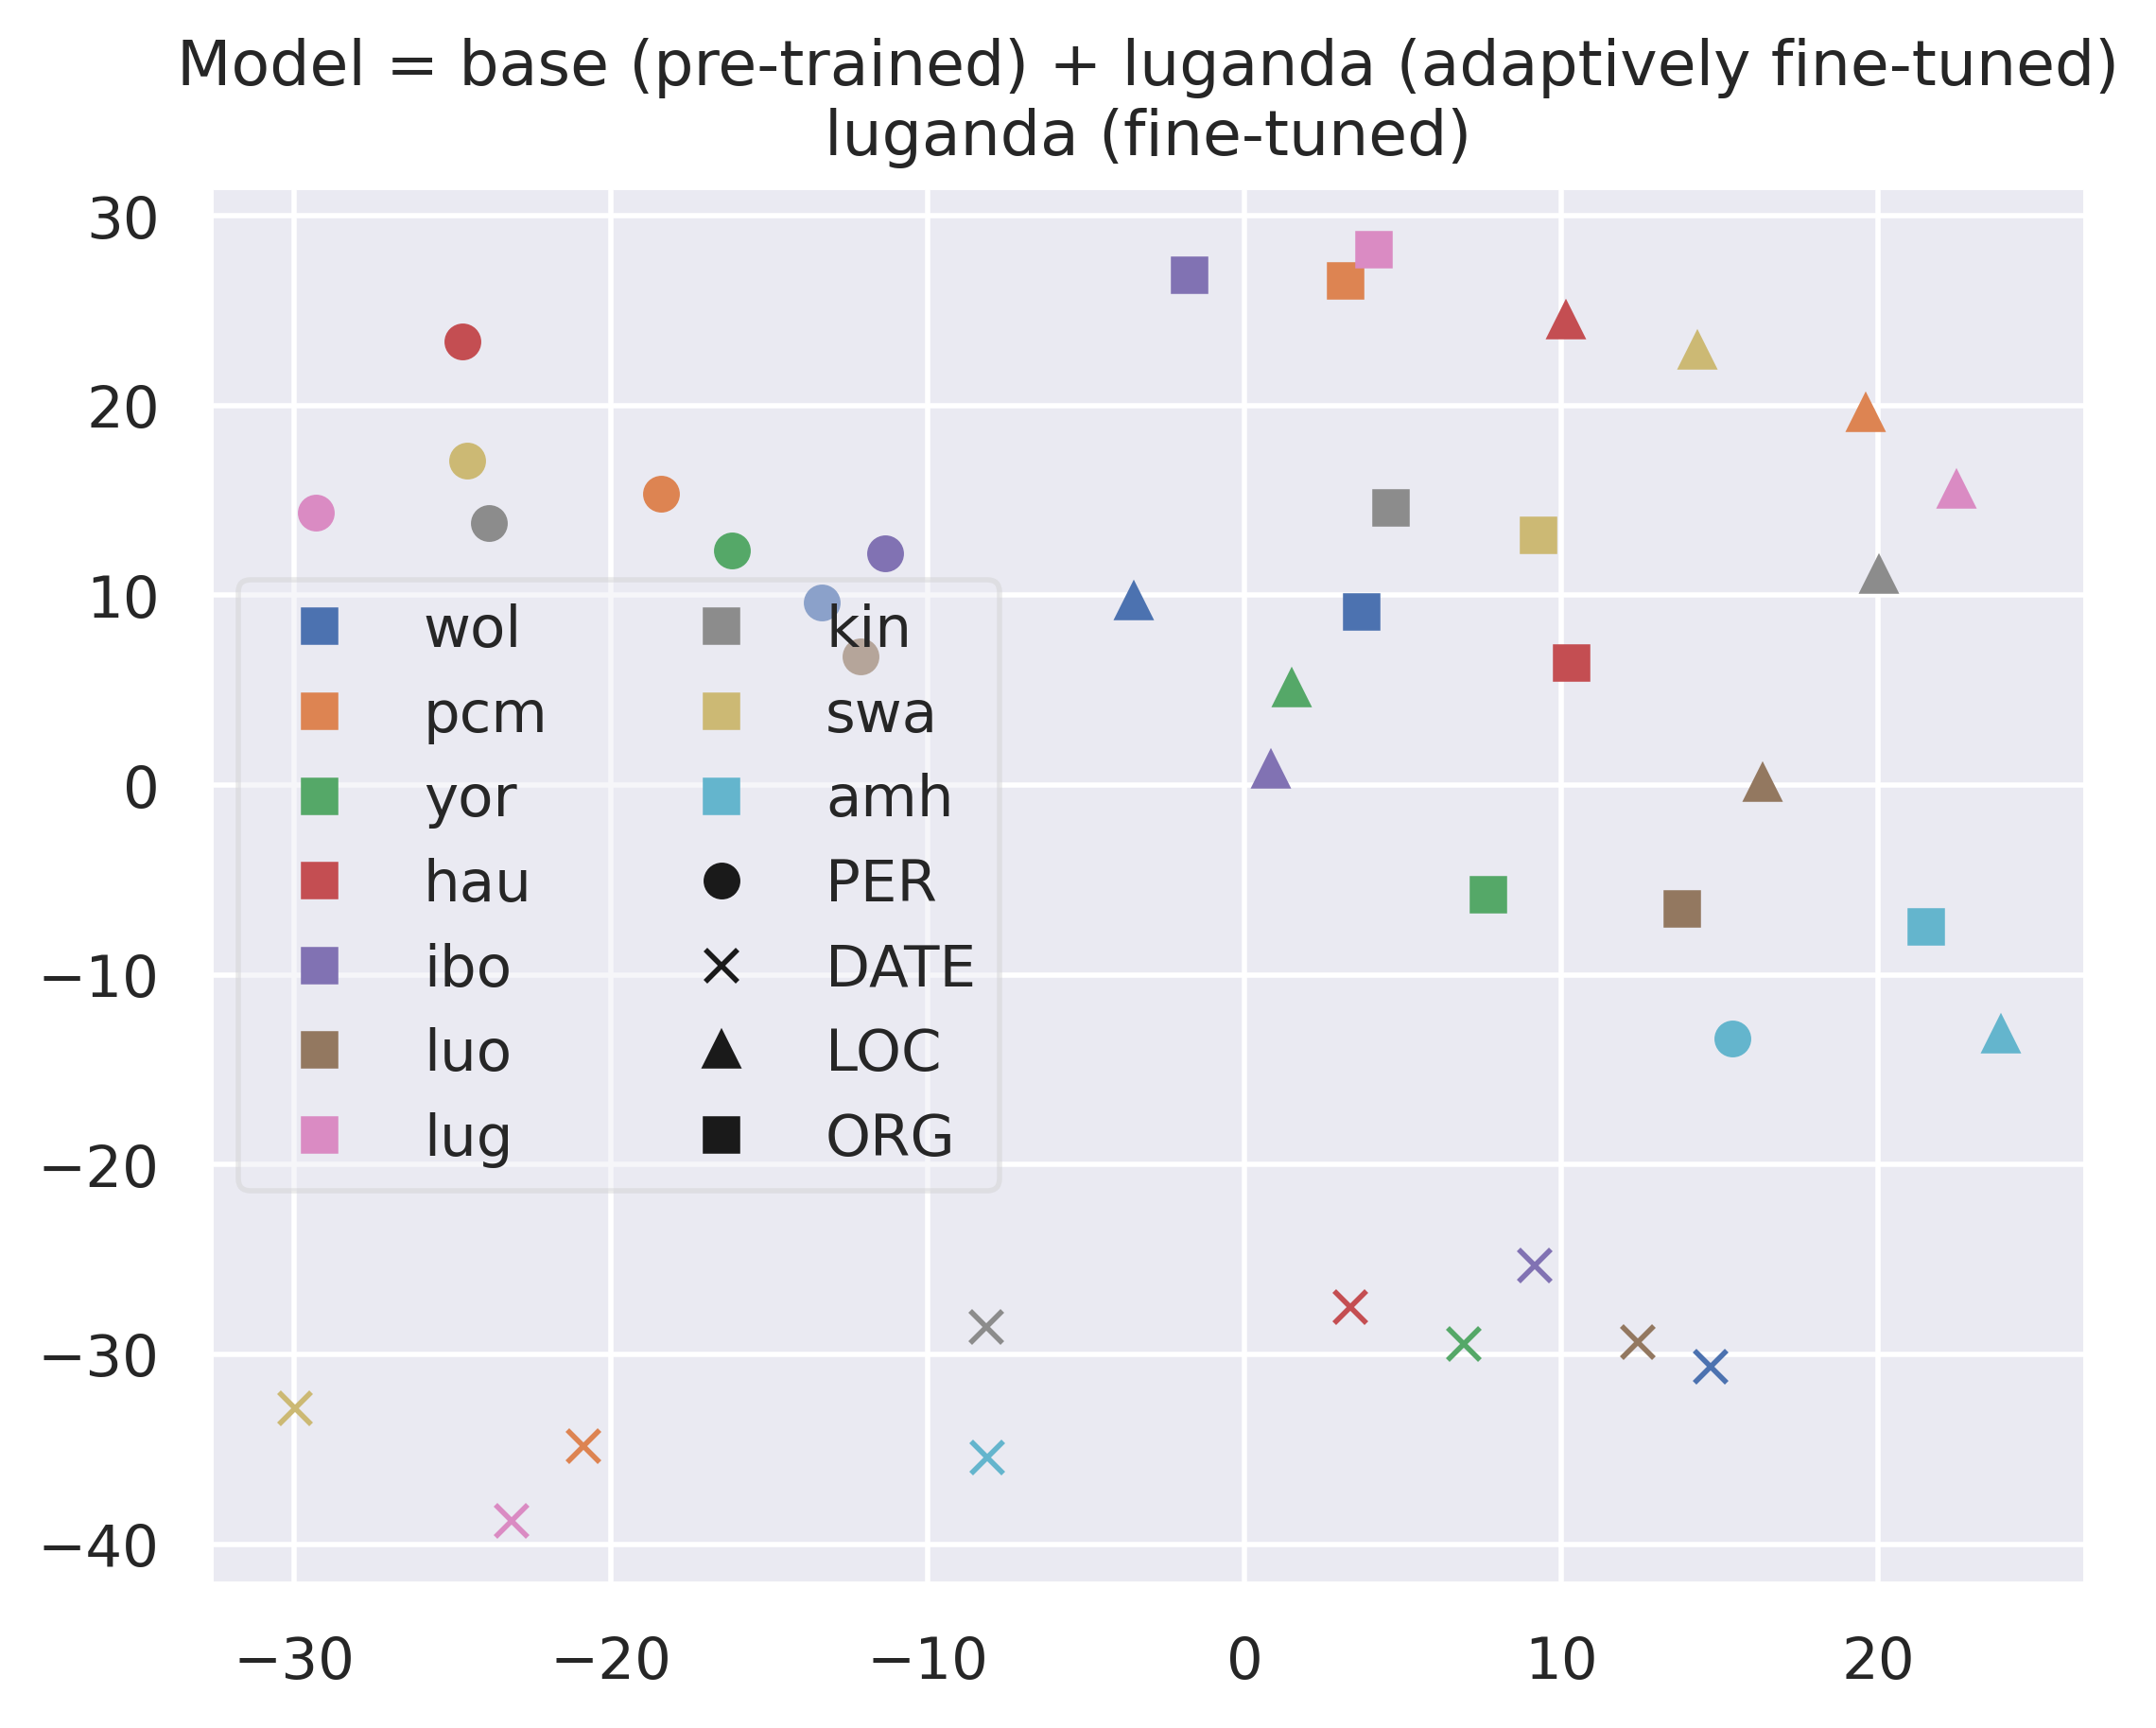 Model = base (pre-trained) + luganda (adaptively fine-tuned)
luganda (fine-tuned)
30
20
10
0
−10
−20
−30
−40
wol
pcm
yor
hau
ibo
luo
lug
kin
swa
amh
PER
DATE
LOC
ORG
−30 −20 −10 0 10 20